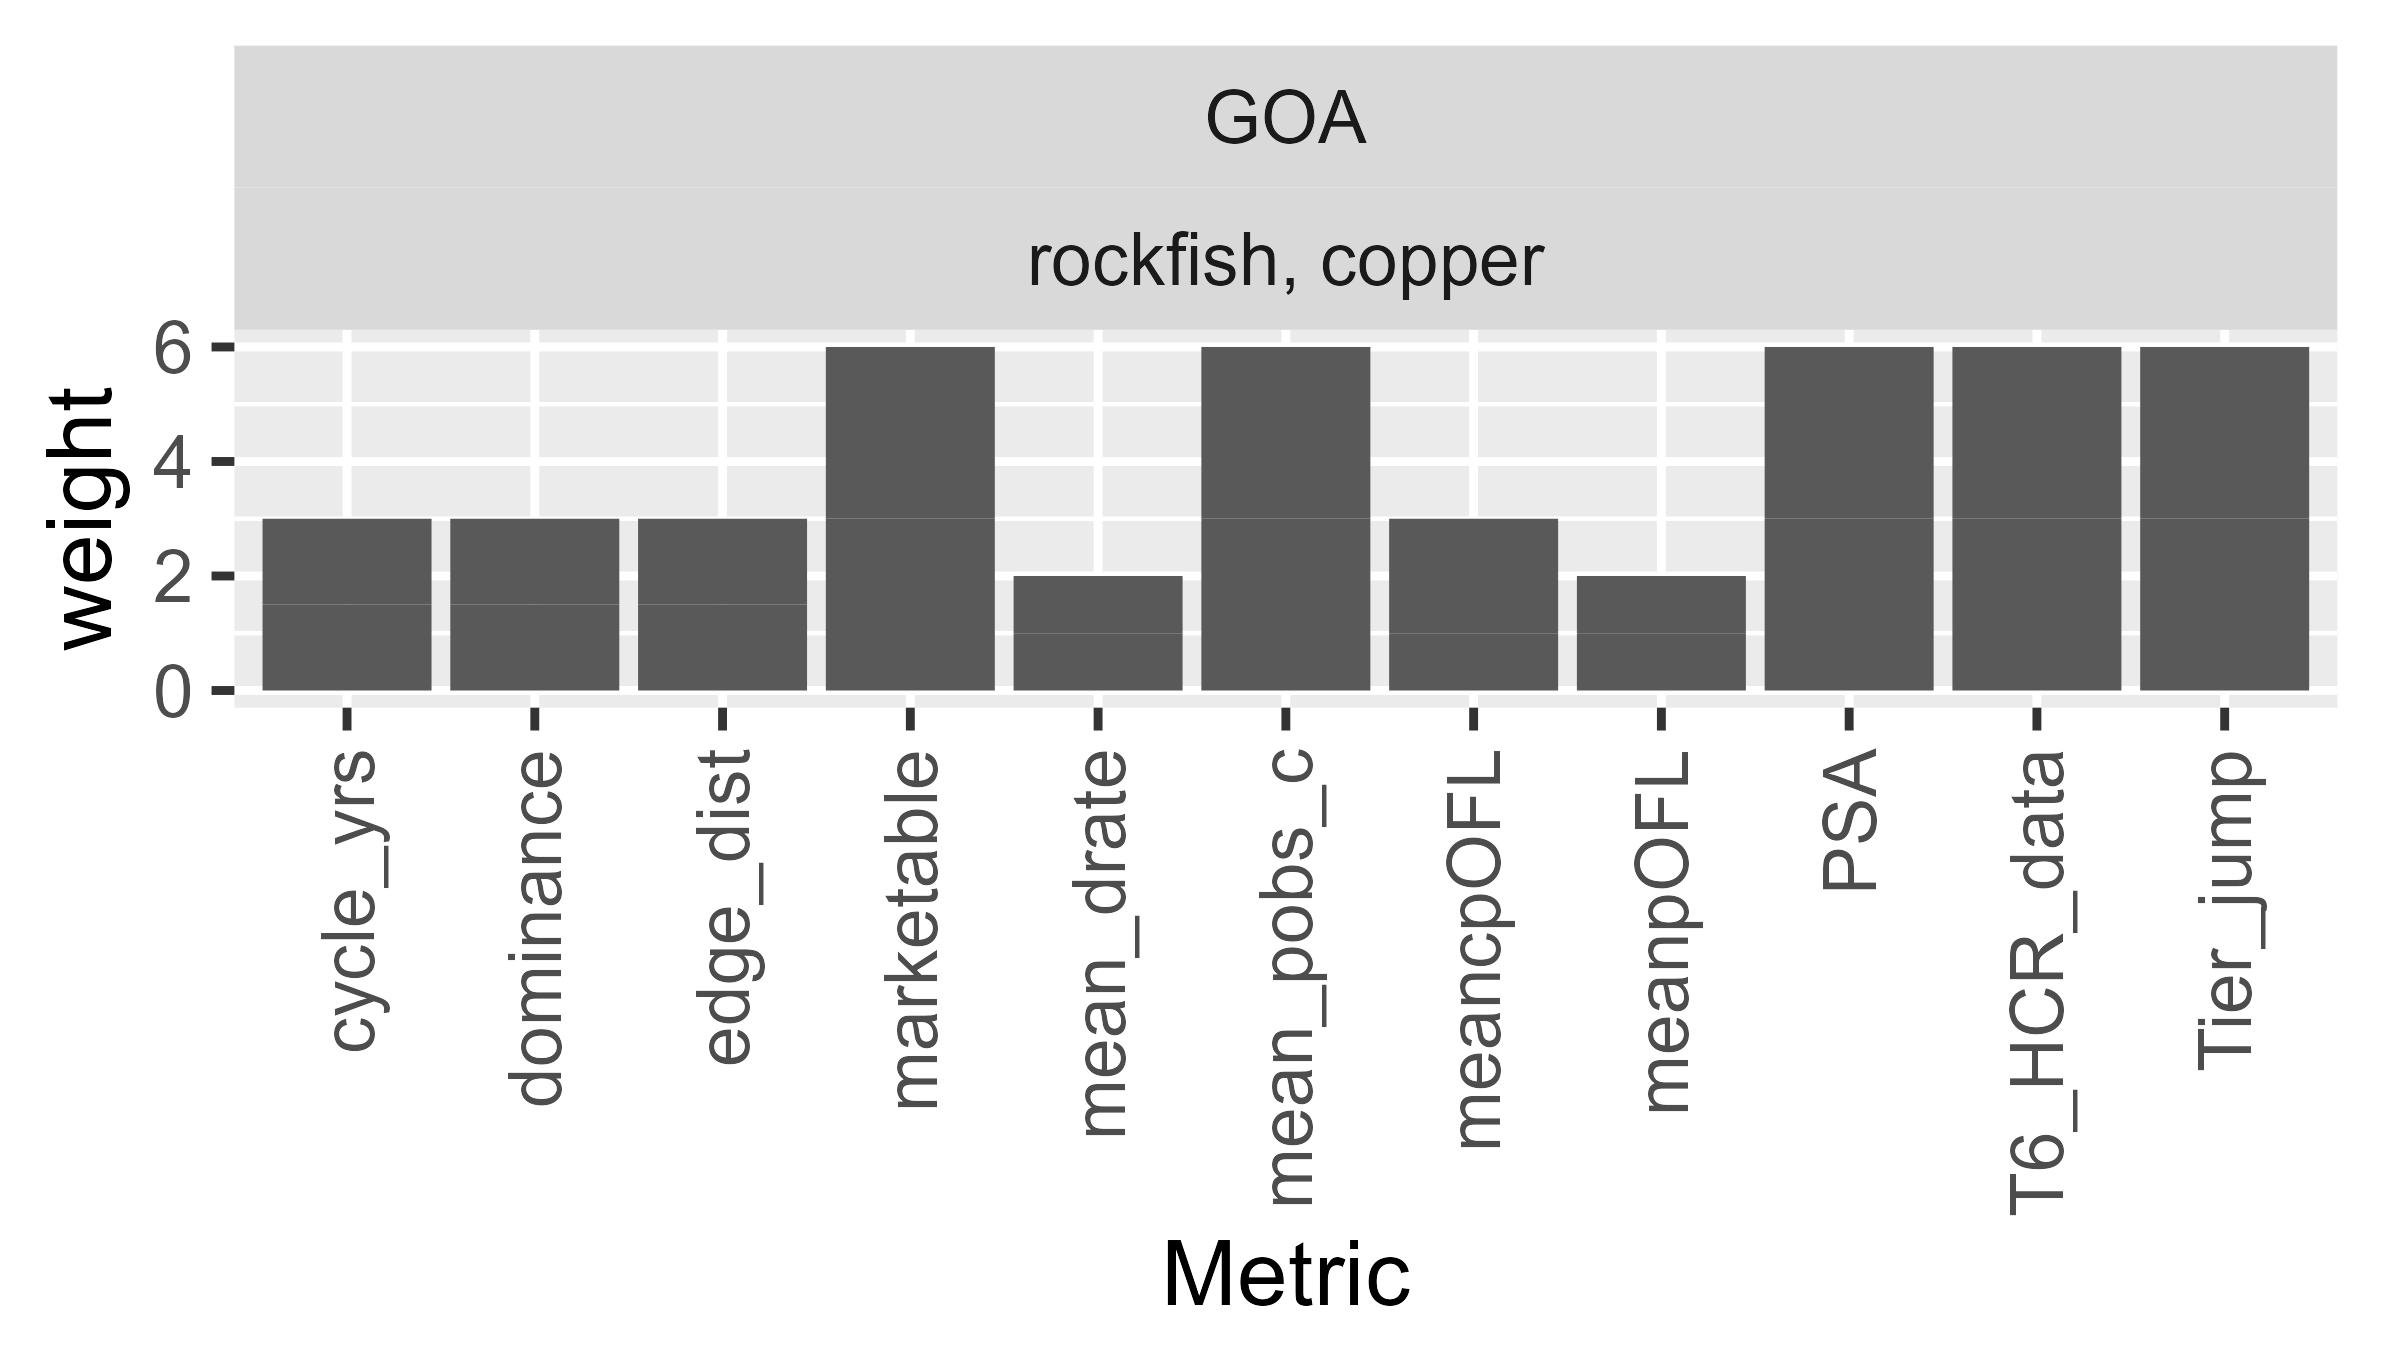 GOA
rockfish, copper
weight
6
4
2
0
cycle_yrs
dominance
edge_dist
marketable
mean_drate
mean_pobs_c
meancpOFL
meanpOFL
PSA
T6_HCR_data
Tier_jump
Metric